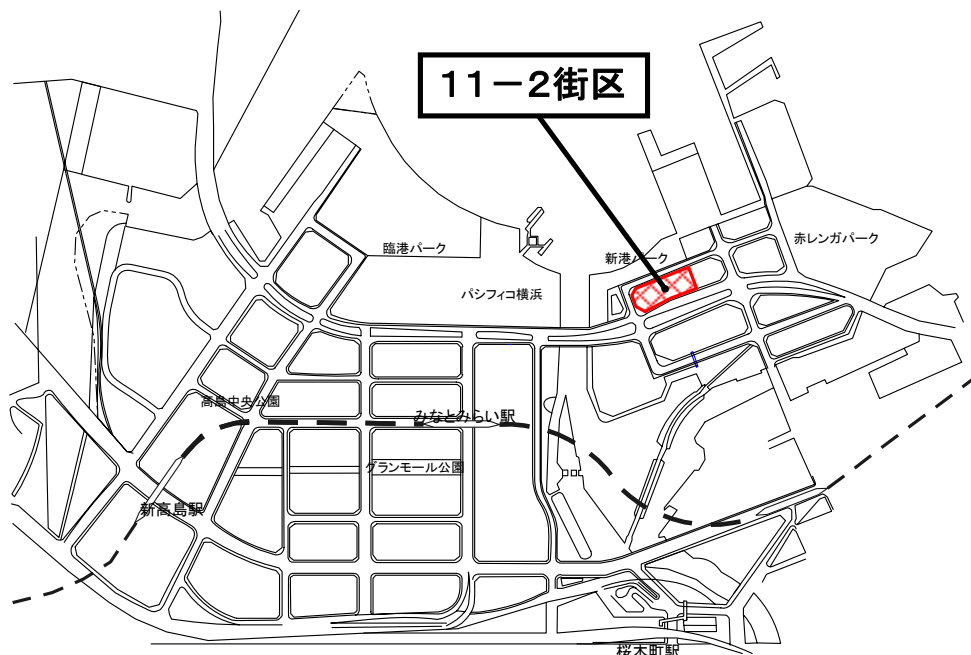 11－2街区
赤レンガパーク
臨港パーク
新港パーク
パシフィコ横浜
高島中央公園
みなとみらい駅
グランモール公園
新高島駅
桜木町駅